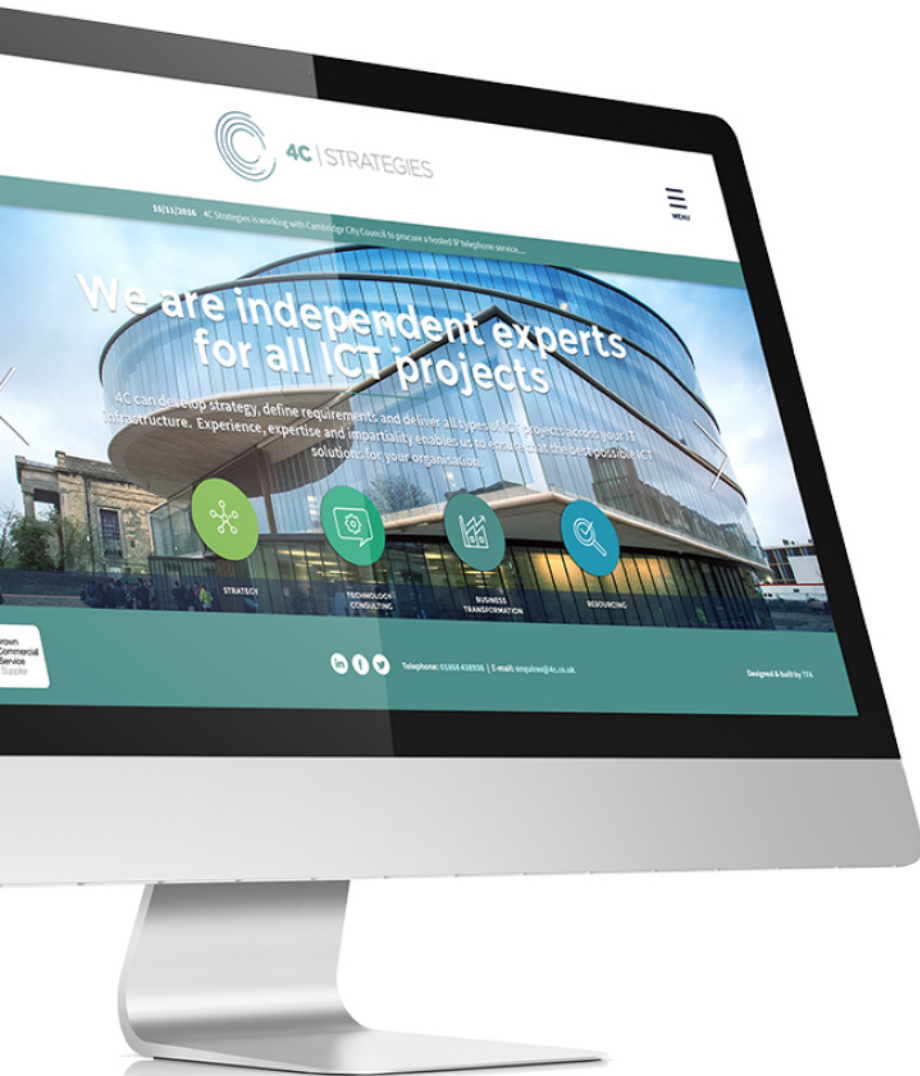 4C | STRATEGIES
MENU
16/11/2016 4C Strategies is working with Cambridge City Council to procure a hosted IP telephone service....
We are independent experts
for all ICT projects
4C can develop strategy, define requirements and deliver all types of ICT projects across your IT
infrastructure. Experience, expertise and impartiality enables us to ensure that the best possible ICT
solutions for your organisation.
STRATEGY
TECHNOLOGY
CONSULTING
BUSINESS
TRANSFORMATION
RESOURCING
rown
Commercial
Service
Supplier
in f
Telephone: 01858 438938 | E-mail: enquires@4c.co.uk
Designed & built by TFA